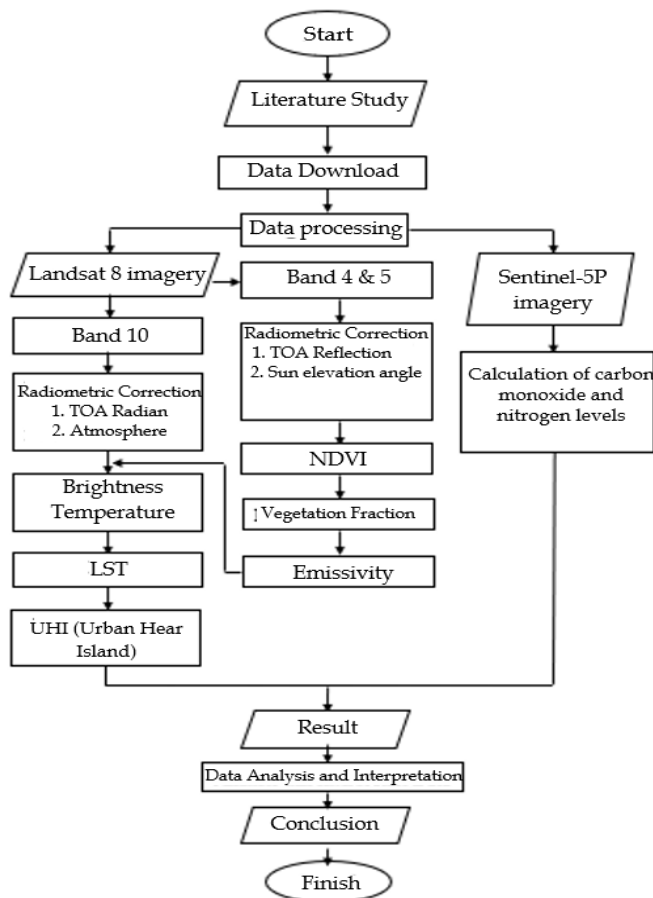 Start
Literature Study
Data Download
Data processing
Landsat 8 imagery
Band 10
Radiometric Correction
1. TOA Radian
2. Atmosphere
Brightness
Temperature
LST
UHI (Urban Hear
Island)
Band 4 & 5
Radiometric Correction
1. TOA Reflection
2. Sun elevation angle
NDVI
Vegetation Fraction
Emissivity
Sentinel-5P
imagery
Calculation of carbon
monoxide and
nitrogen levels
Result
Data Analysis and Interpretation
Conclusion
Finish